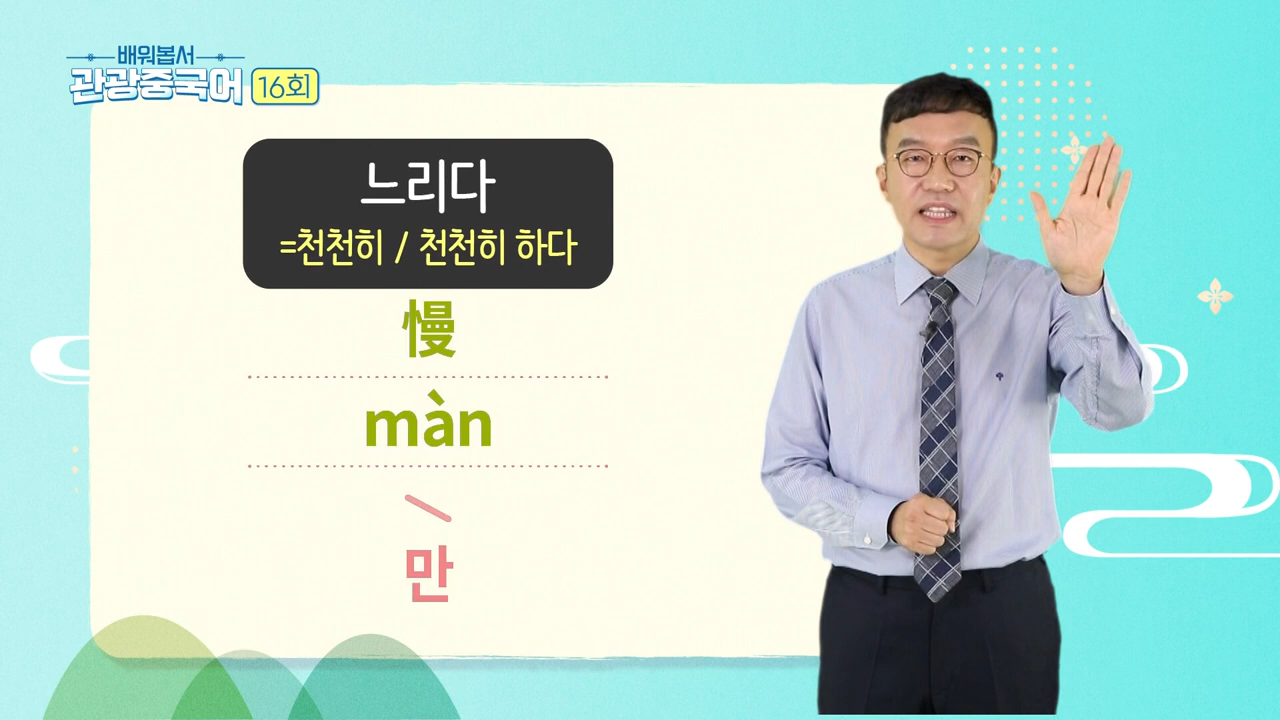 배워봅서
관광중국어 16회
느리다
=천천히 / 천천히 하다
慢
màn
만